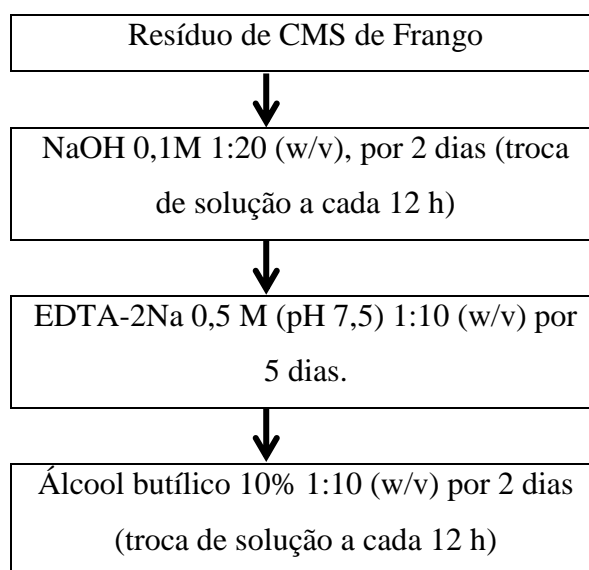 Resíduo de CMS de Frango
NaOH 0,1M 1:20 (w/v), por 2 dias (troca
de solução a cada 12 h)
EDTA-2Na 0,5 M (pH 7,5) 1:10 (w/v) por
5 dias.
Álcool butílico 10% 1:10 (w/v) por 2 dias
(troca de solução a cada 12 h)